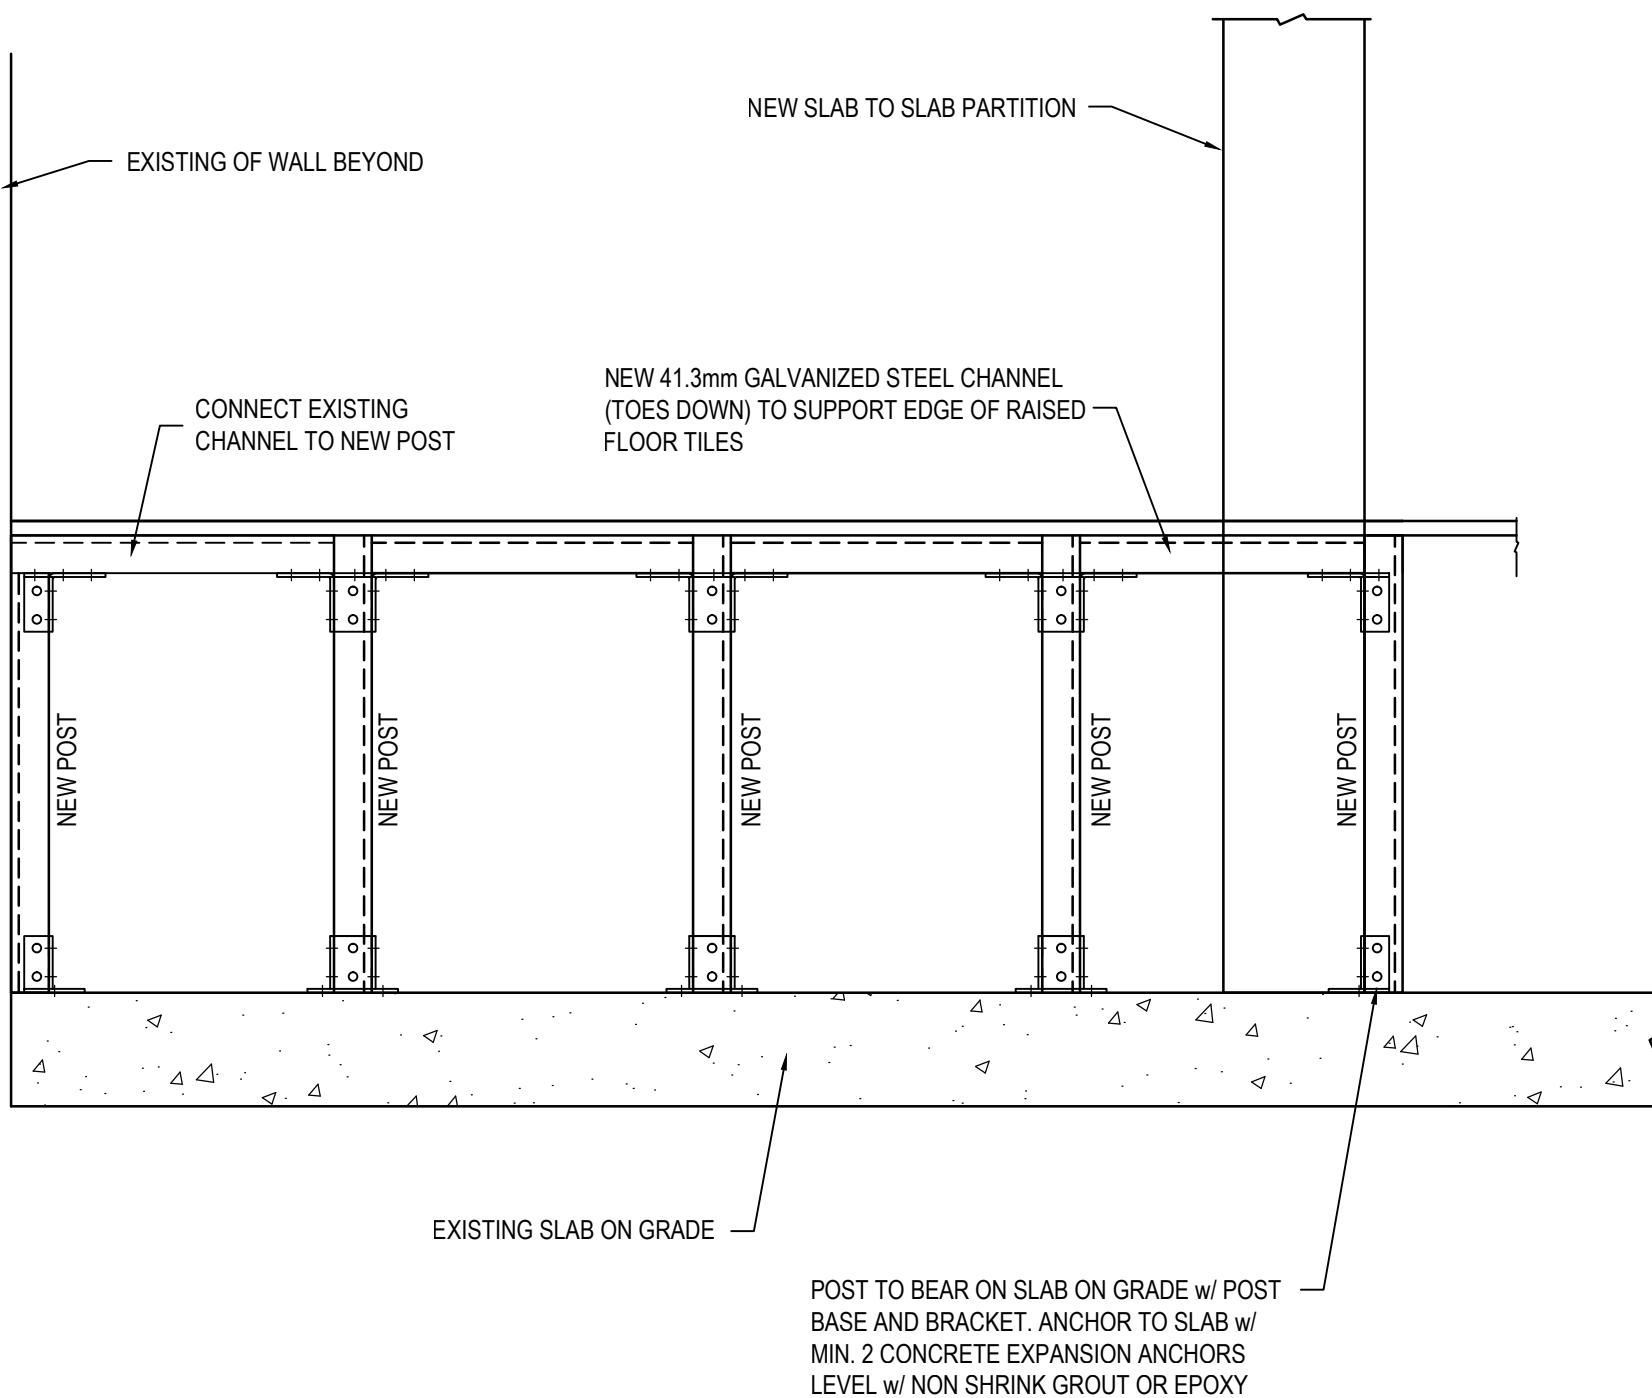 NEW SLAB TO SLAB PARTITION
EXISTING OF WALL BEYOND
NEW 41.3mm GALVANIZED STEEL CHANNEL
(TOES DOWN) TO SUPPORT EDGE OF RAISED
FLOOR TILES
CONNECT EXISTING
CHANNEL TO NEW POST
NEW POST
NEW POST
NEW POST
NEW POST
NEW POST
EXISTING SLAB ON GRADE
POST TO BEAR ON SLAB ON GRADE w/ POST
BASE AND BRACKET. ANCHOR TO SLAB w/
MIN. 2 CONCRETE EXPANSION ANCHORS
LEVEL w/ NON SHRINK GROUT OR EPOXY